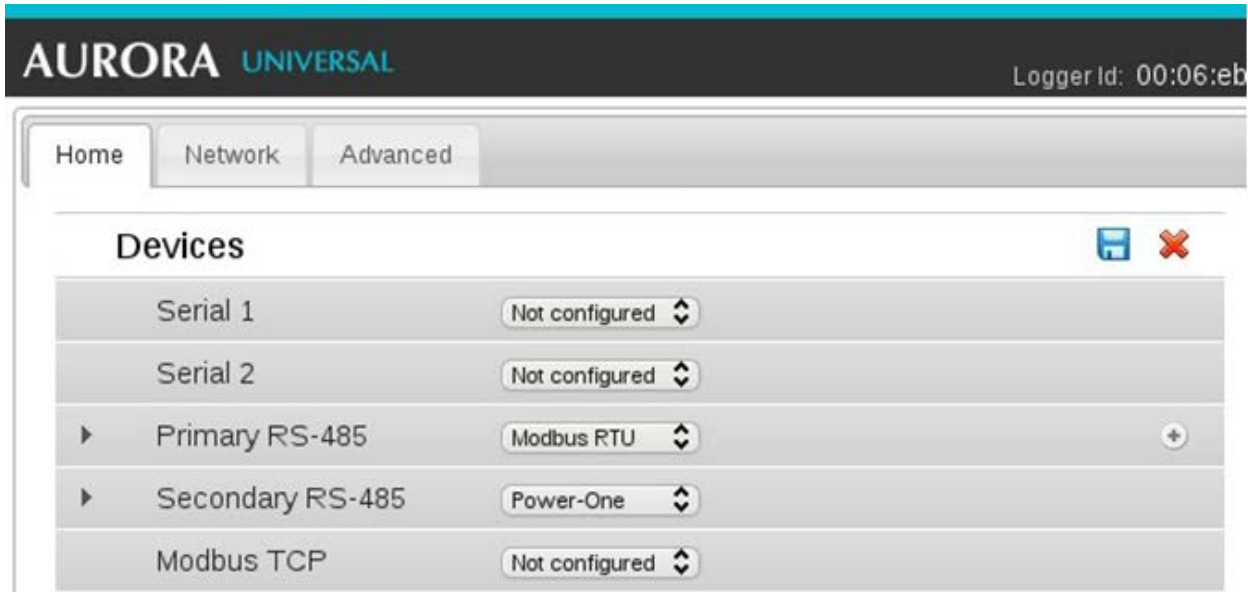 AURORA UNIVERSAL
Logger Id: 00:06:eb
Home Network Advanced
Devices
Serial 1 Not configured
Serial 2 Not configured
Primary RS-485 Modbus RTU
Secondary RS-485 Power-One
Modbus TCP Not configured